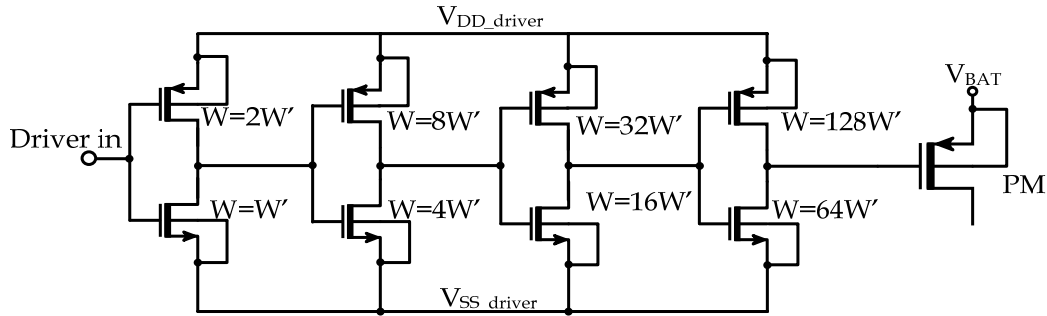 V_DD_driver
V_BAT
W=2W′
W=8W′
W=32W′
W=128W′
Driver in
PM
W=W′
W=4W′
W=16W′
W=64W′
V_SS_driver